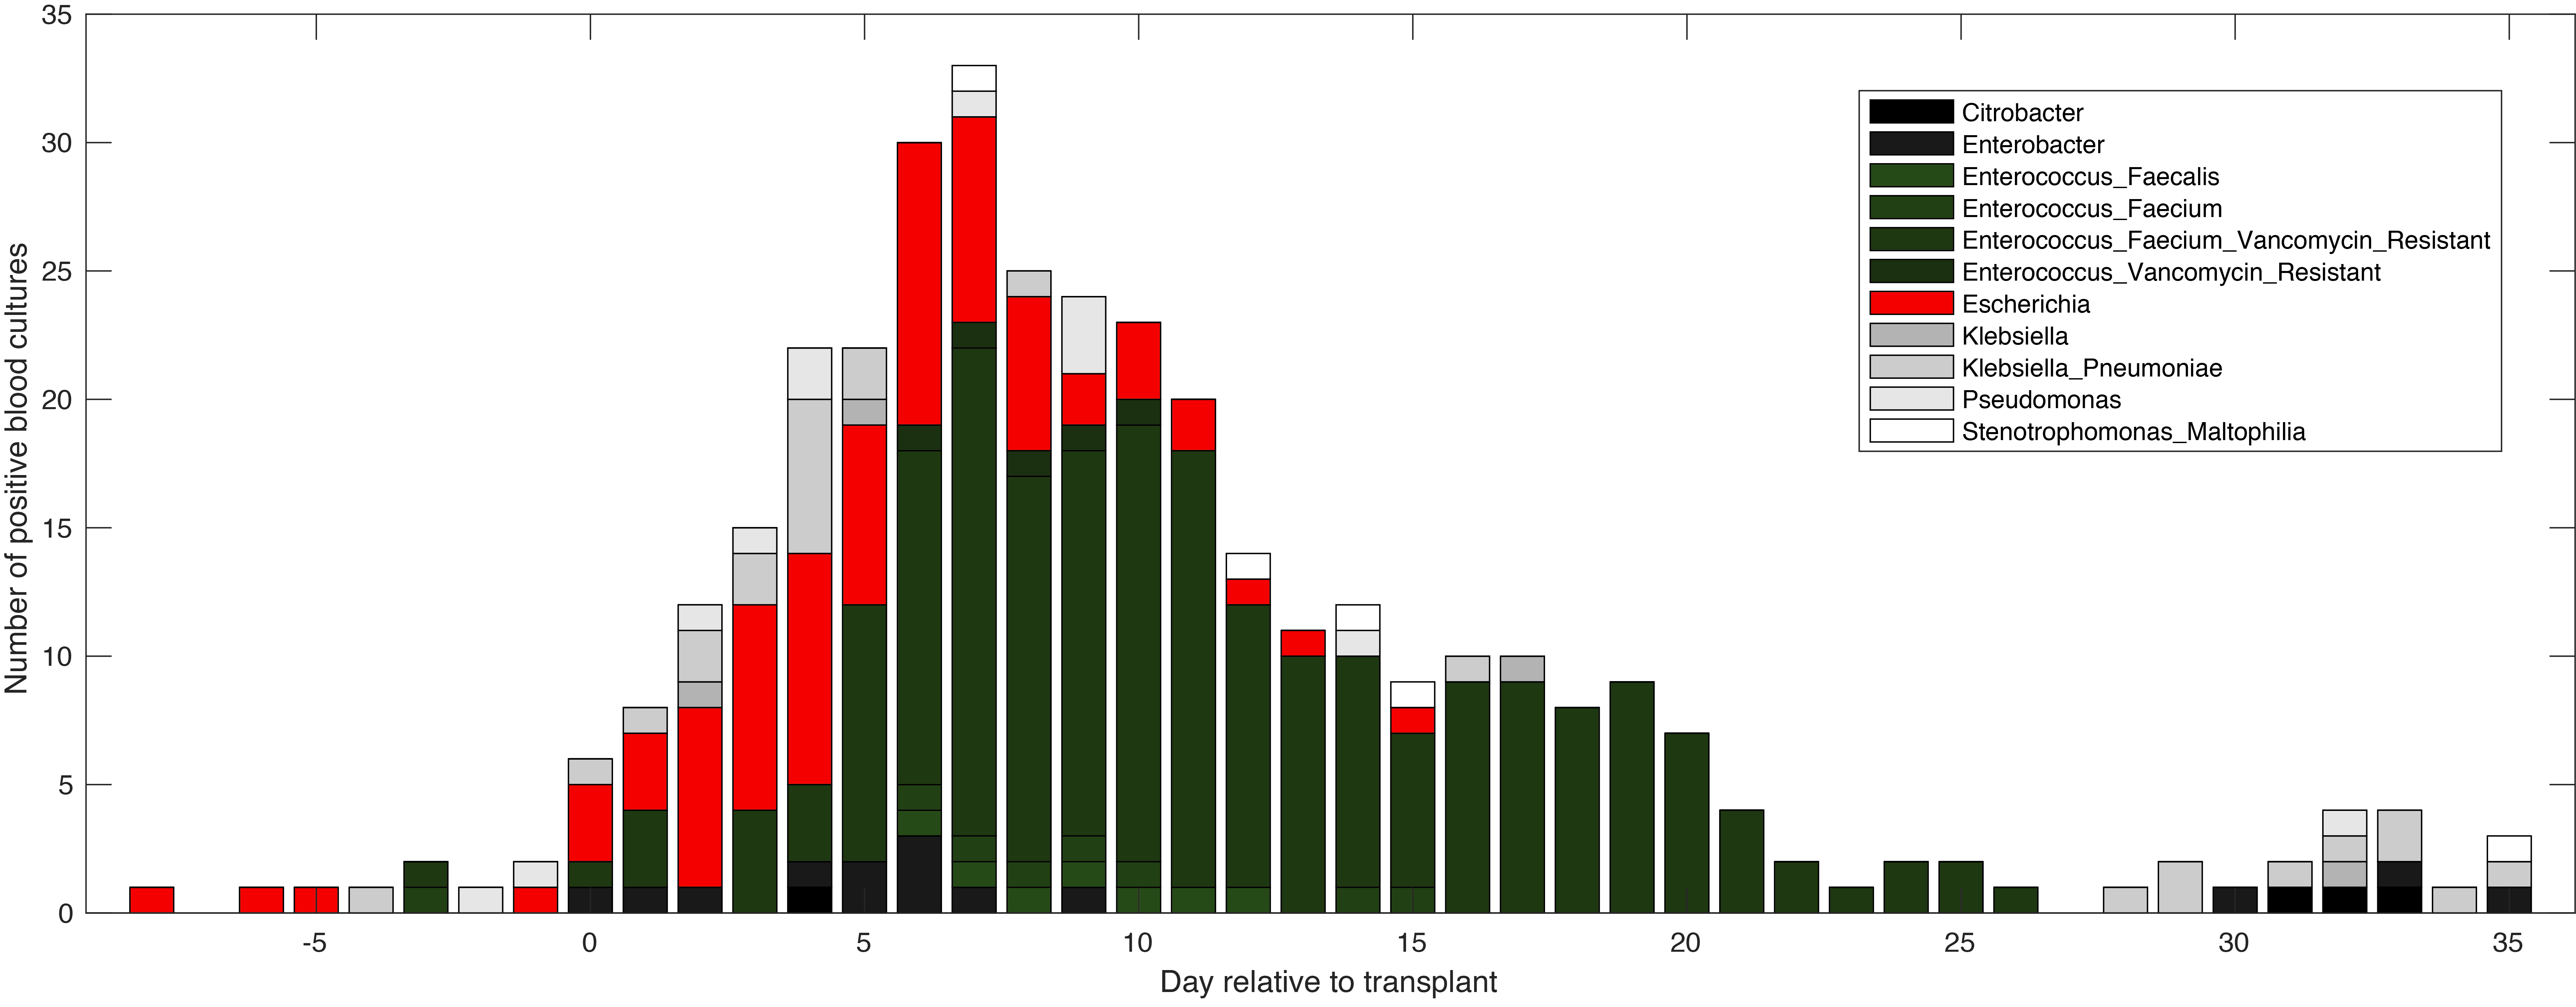 35
30
25
20
15
10
5
0
Number of positive blood cultures
Citrobacter
Enterobacter
Enterococcus_Faecalis
Enterococcus_Faecium
Enterococcus_Faecium_Vancomycin_Resistant
Enterococcus_Vancomycin_Resistant
Escherichia
Klebsiella
Klebsiella_Pneumoniae
Pseudomonas
Stenotrophomonas_Maltophilia
-5 0 5 10 15 20 25 30 35
Day relative to transplant